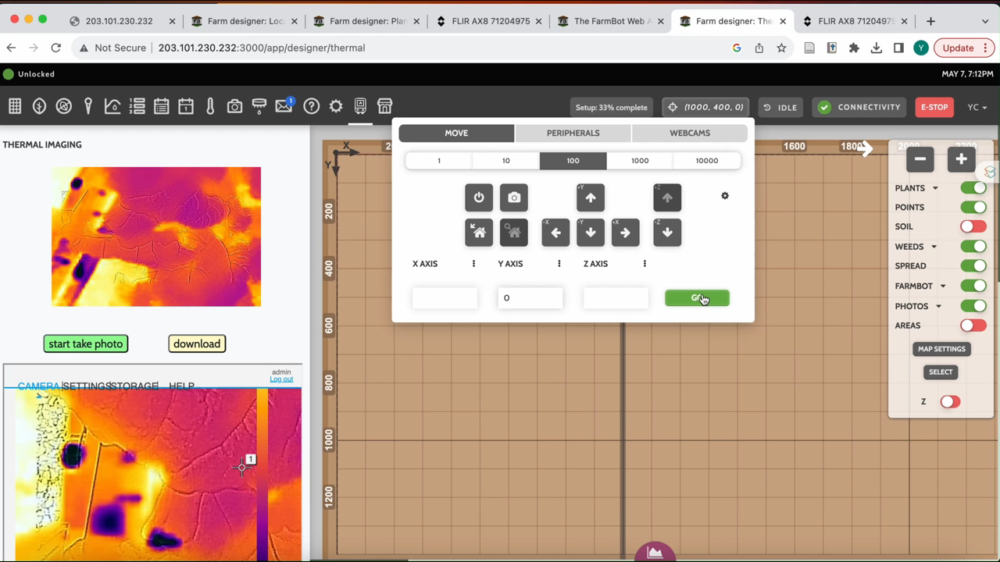 203.101.230.232
Farm designer: Loc
Farm designer: Plan
FLIR AX8 71204975
The FarmBot Web A
Farm designer: The
FLIR AX8 71204975
Not Secure
203.101.230.232:3000/app/designer/thermal
Y
Update
Unlocked
MAY 7, 7:12PM
1
Setup: 33% complete
(1000, 400, 0)
IDLE
CONNECTIVITY
E-STOP
YC
THERMAL IMAGING
start take photo
download
admin
Log out
CAMERA
SETTINGS
STORAGE
HELP
1
MOVE
PERIPHERALS
WEBCAMS
1
10
100
1000
10000
+Y
+Z
-X
-Y
+X
-Z
X AXIS
Y AXIS
Z AXIS
0
X
Y
2
1600
1800
200
400
600
800
1000
1200
PLANTS
POINTS
SOIL
WEEDS
SPREAD
FARMBOT
PHOTOS
AREAS
MAP SETTINGS
SELECT
Z